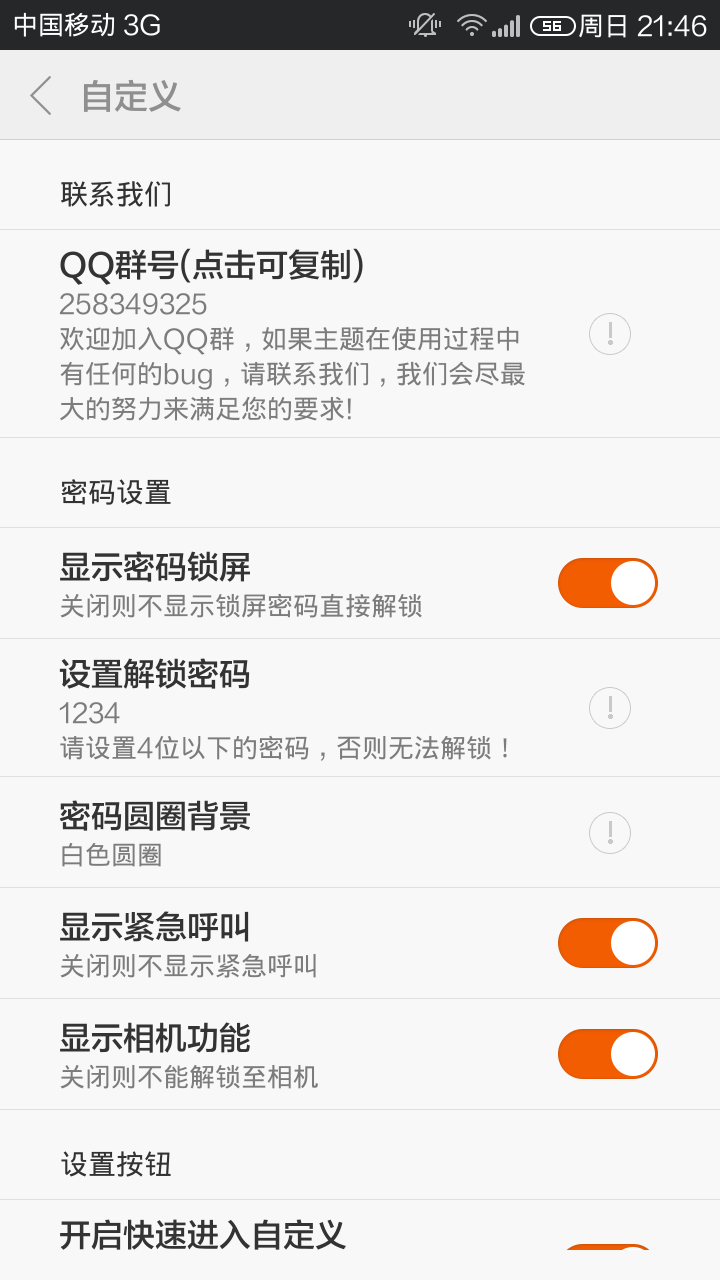 中国移动 3G 56 周日 21:46
自定义
联系我们
QQ群号(点击可复制)
258349325
欢迎加入QQ群，如果主题在使用过程中
有任何的bug，请联系我们，我们会尽最
大的努力来满足您的要求!
密码设置
显示密码锁屏
关闭则不显示锁屏密码直接解锁
设置解锁密码
1234
请设置4位以下的密码，否则无法解锁！
密码圆圈背景
白色圆圈
显示紧急呼叫
关闭则不显示紧急呼叫
显示相机功能
关闭则不能解锁至相机
设置按钮
开启快速进入自定义